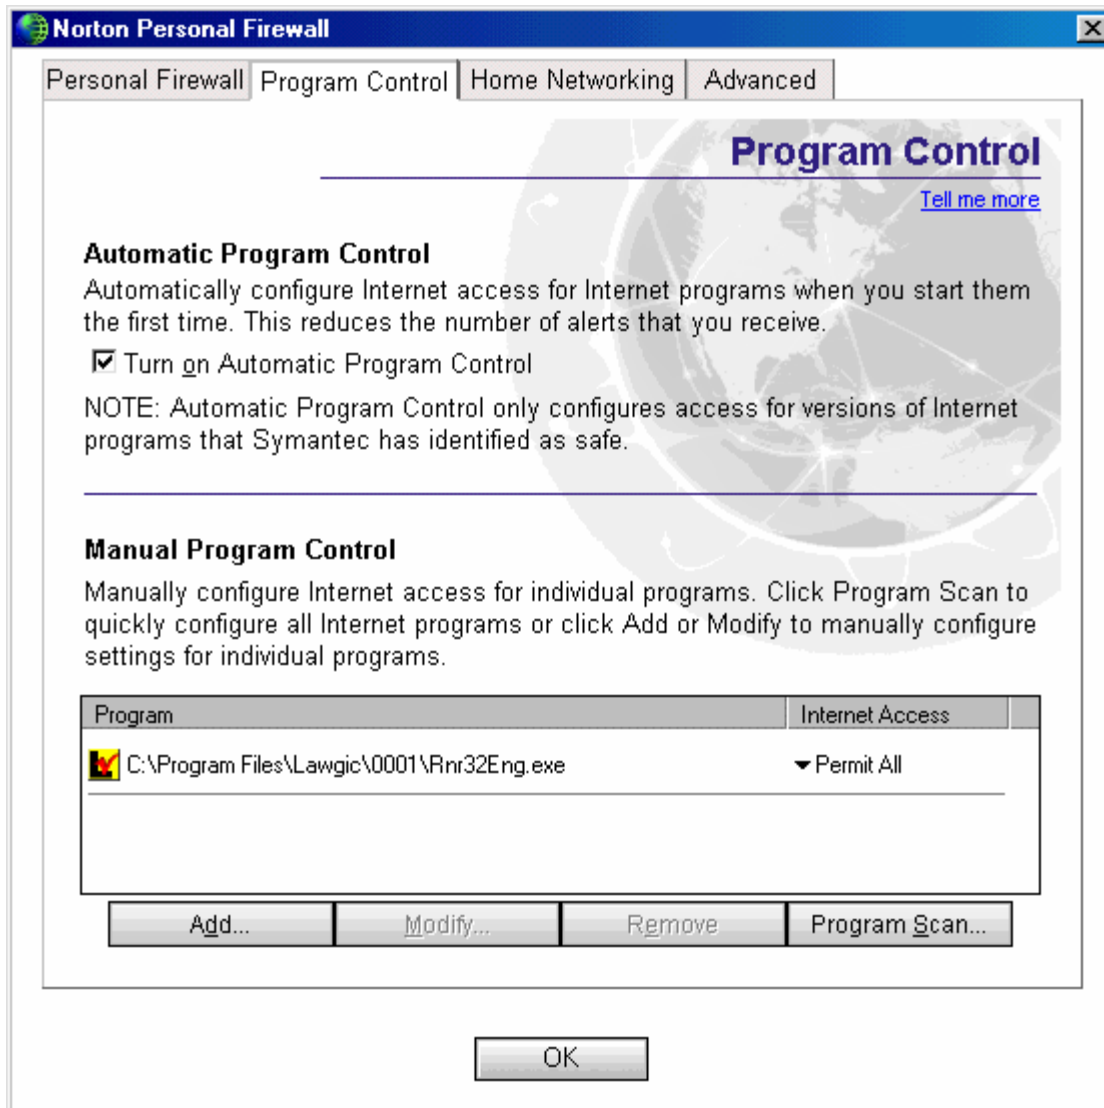 Norton Personal Firewall
Personal Firewall Program Control Home Networking Advanced
Program Control
Tell me more
Automatic Program Control
Automatically configure Internet access for Internet programs when you start them
the first time. This reduces the number of alerts that you receive.
Turn on Automatic Program Control
NOTE: Automatic Program Control only configures access for versions of Internet
programs that Symantec has identified as safe.
Manual Program Control
Manually configure Internet access for individual programs. Click Program Scan to
quickly configure all Internet programs or click Add or Modify to manually configure
settings for individual programs.
Program Internet Access
C:\Program Files\Lawgic\0001\Rnr32Eng.exe Permit All
Add... Modify... Remove Program Scan...
OK